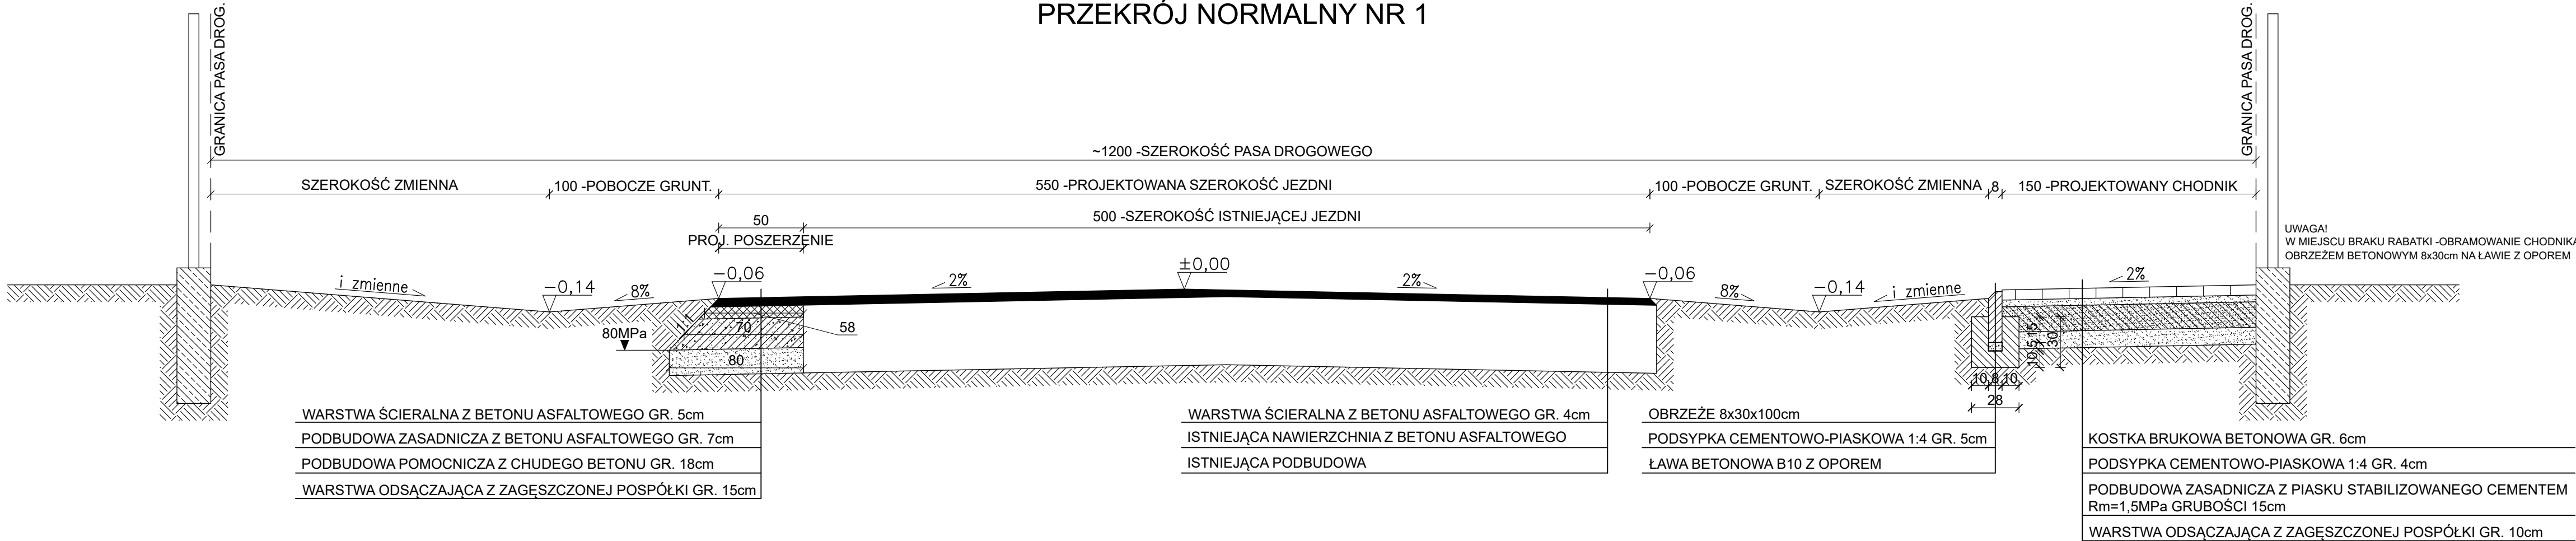 PRZEKRÓJ NORMALNY NR 1
GRANICA PASA DROG.
GRANICA PASA DROG.
~1200 -SZEROKOŚĆ PASA DROGOWEGO
SZEROKOŚĆ ZMIENNA
100 -POBOCZE GRUNT.
550 -PROJEKTOWANA SZEROKOŚĆ JEZDNI
100 -POBOCZE GRUNT.
SZEROKOŚĆ ZMIENNA
8
150 -PROJEKTOWANY CHODNIK
50
500 -SZEROKOŚĆ ISTNIEJĄCEJ JEZDNI
PROJ. POSZERZENIE
UWAGA!
W MIEJSCU BRAKU RABATKI -OBRAMOWANIE CHODNIKA
OBRZEŻEM BETONOWYM 8x30cm NA ŁAWIE Z OPOREM
i zmienne
-0,14
8%
-0,06
2%
±0,00
2%
-0,06
8%
-0,14
i zmienne
2%
80MPa
1:1
70
58
80
10
5
15
30
10
8
10
28
WARSTWA ŚCIERALNA Z BETONU ASFALTOWEGO GR. 5cm
PODBUDOWA ZASADNICZA Z BETONU ASFALTOWEGO GR. 7cm
PODBUDOWA POMOCNICZA Z CHUDEGO BETONU GR. 18cm
WARSTWA ODSĄCZAJĄCA Z ZAGĘSZCZONEJ POSPÓŁKI GR. 15cm
WARSTWA ŚCIERALNA Z BETONU ASFALTOWEGO GR. 4cm
ISTNIEJĄCA NAWIERZCHNIA Z BETONU ASFALTOWEGO
ISTNIEJĄCA PODBUDOWA
OBRZEŻE 8x30x100cm
PODSYPKA CEMENTOWO-PIASKOWA 1:4 GR. 5cm
ŁAWA BETONOWA B10 Z OPOREM
KOSTKA BRUKOWA BETONOWA GR. 6cm
PODSYPKA CEMENTOWO-PIASKOWA 1:4 GR. 4cm
PODBUDOWA ZASADNICZA Z PIASKU STABILIZOWANEGO CEMENTEM
Rm=1,5MPa GRUBOŚCI 15cm
WARSTWA ODSĄCZAJĄCA Z ZAGĘSZCZONEJ POSPÓŁKI GR. 10cm